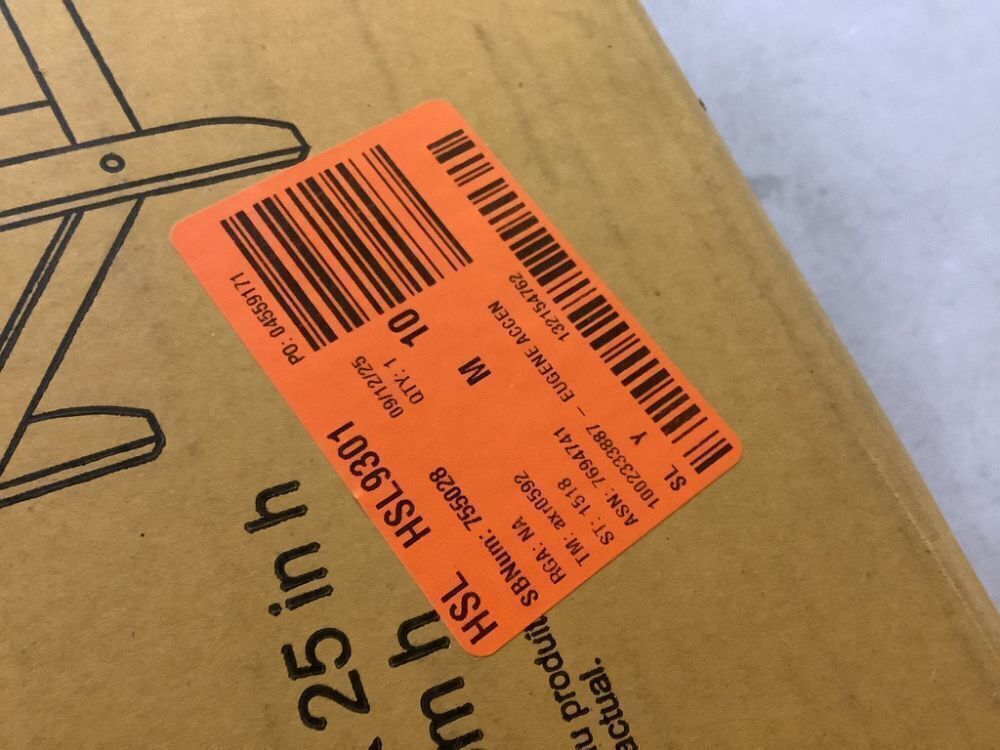 HSL HSL9301 09/12/25 PO: 04559171
SBNum: 755028 QTY: 1
RGA: NA M 10
TM: axr0592
ST: 1518
ASN: 7694741
1002333887 – EUGENE ACCEN
SL Y 132154762
25 in h
m h
u produit
actual.